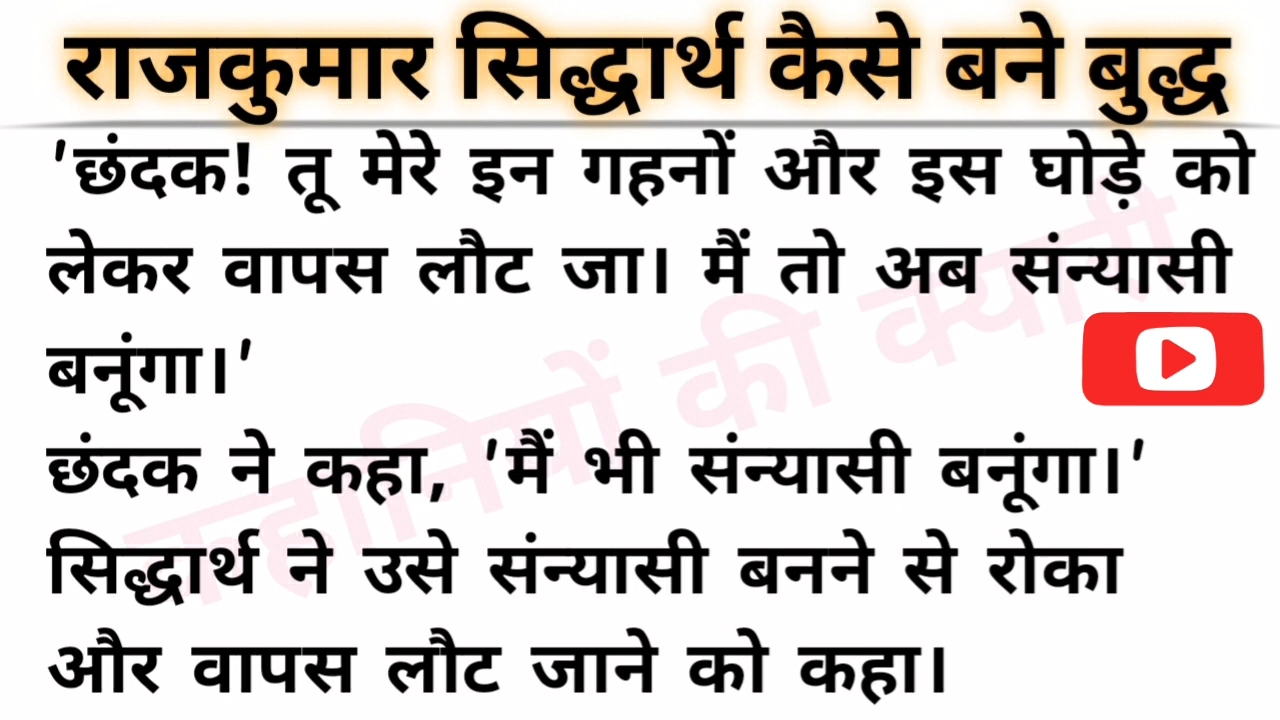 राजकुमार सिद्धार्थ कैसे बने बुद्ध
'छंदक! तू मेरे इन गहनों और इस घोड़े को
लेकर वापस लौट जा। मैं तो अब संन्यासी
बनूंगा।'
छंदक ने कहा, 'मैं भी संन्यासी बनूंगा।'
सिद्धार्थ ने उसे संन्यासी बनने से रोका
और वापस लौट जाने को कहा।
कहानियों की क्यारी